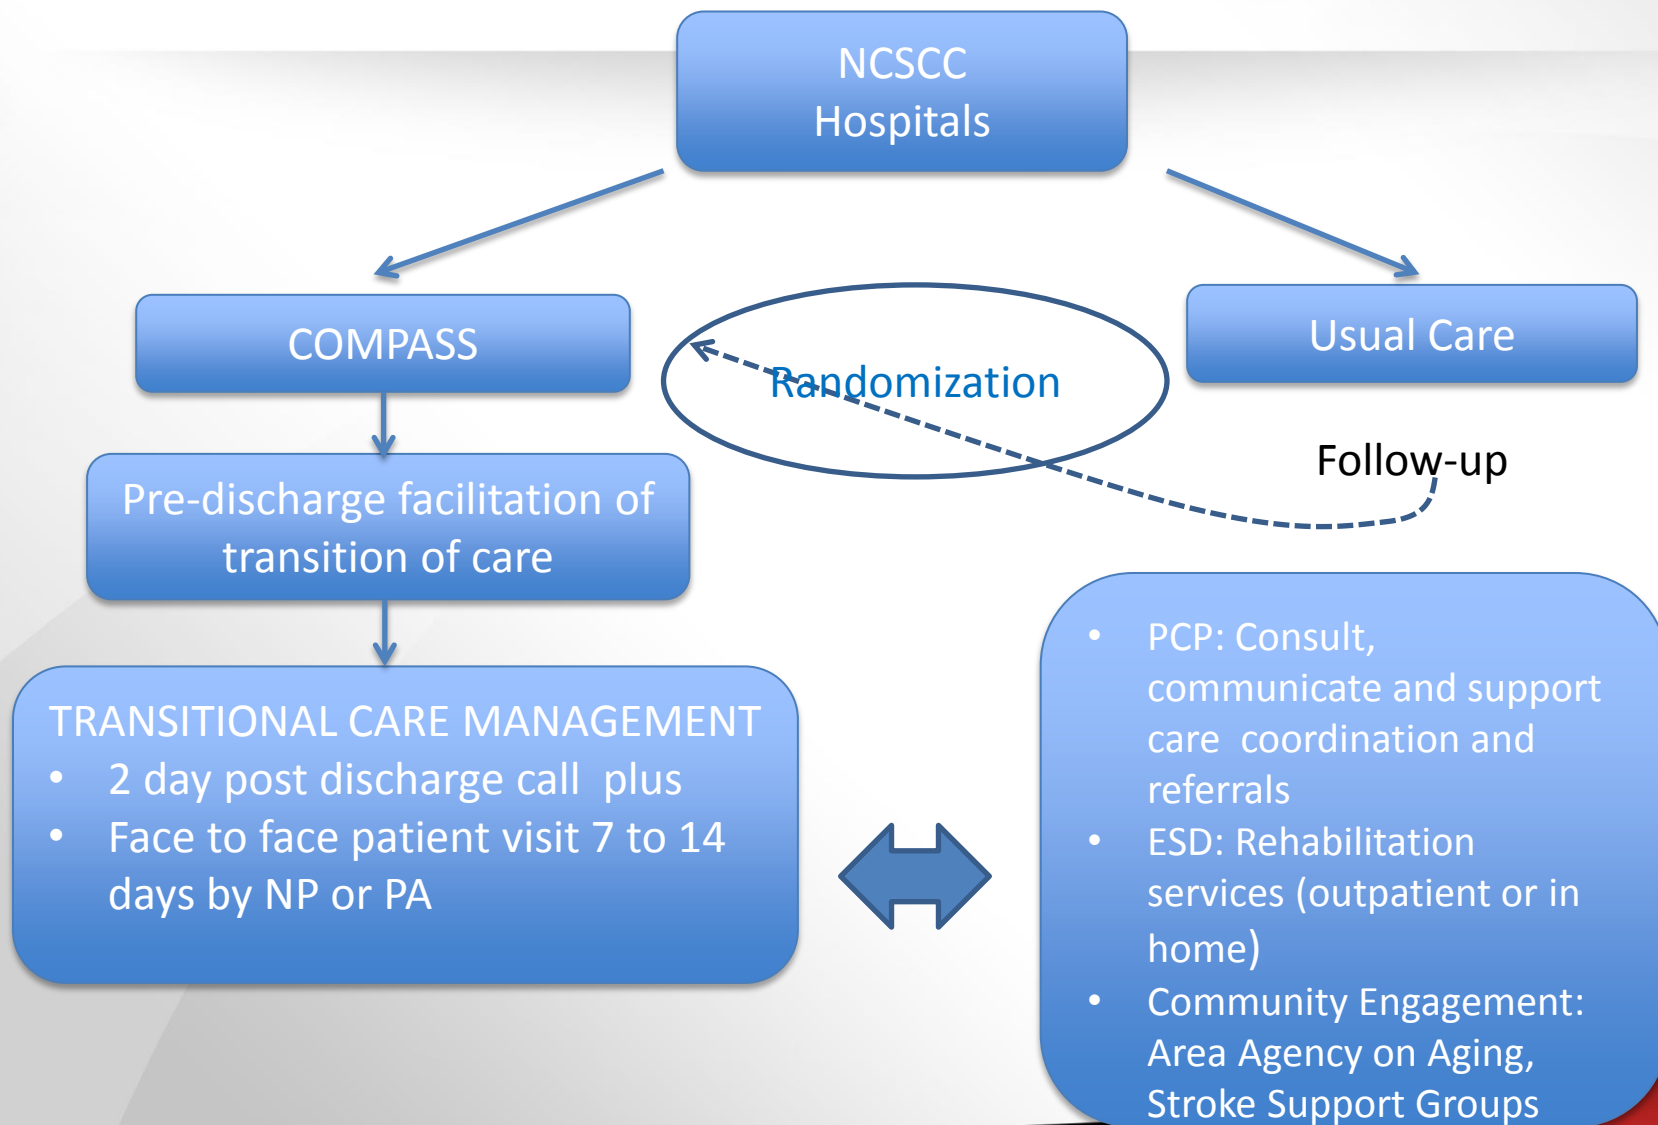 NCSCC
Hospitals
COMPASS
Randomization
Usual Care
Follow-up
Pre-discharge facilitation of
transition of care
TRANSITIONAL CARE MANAGEMENT
• 2 day post discharge call  plus
• Face to face patient visit 7 to 14
days by NP or PA
• PCP: Consult,
communicate and support
care  coordination and
referrals
• ESD: Rehabilitation
services (outpatient or in
home)
• Community Engagement:
Area Agency on Aging,
Stroke Support Groups